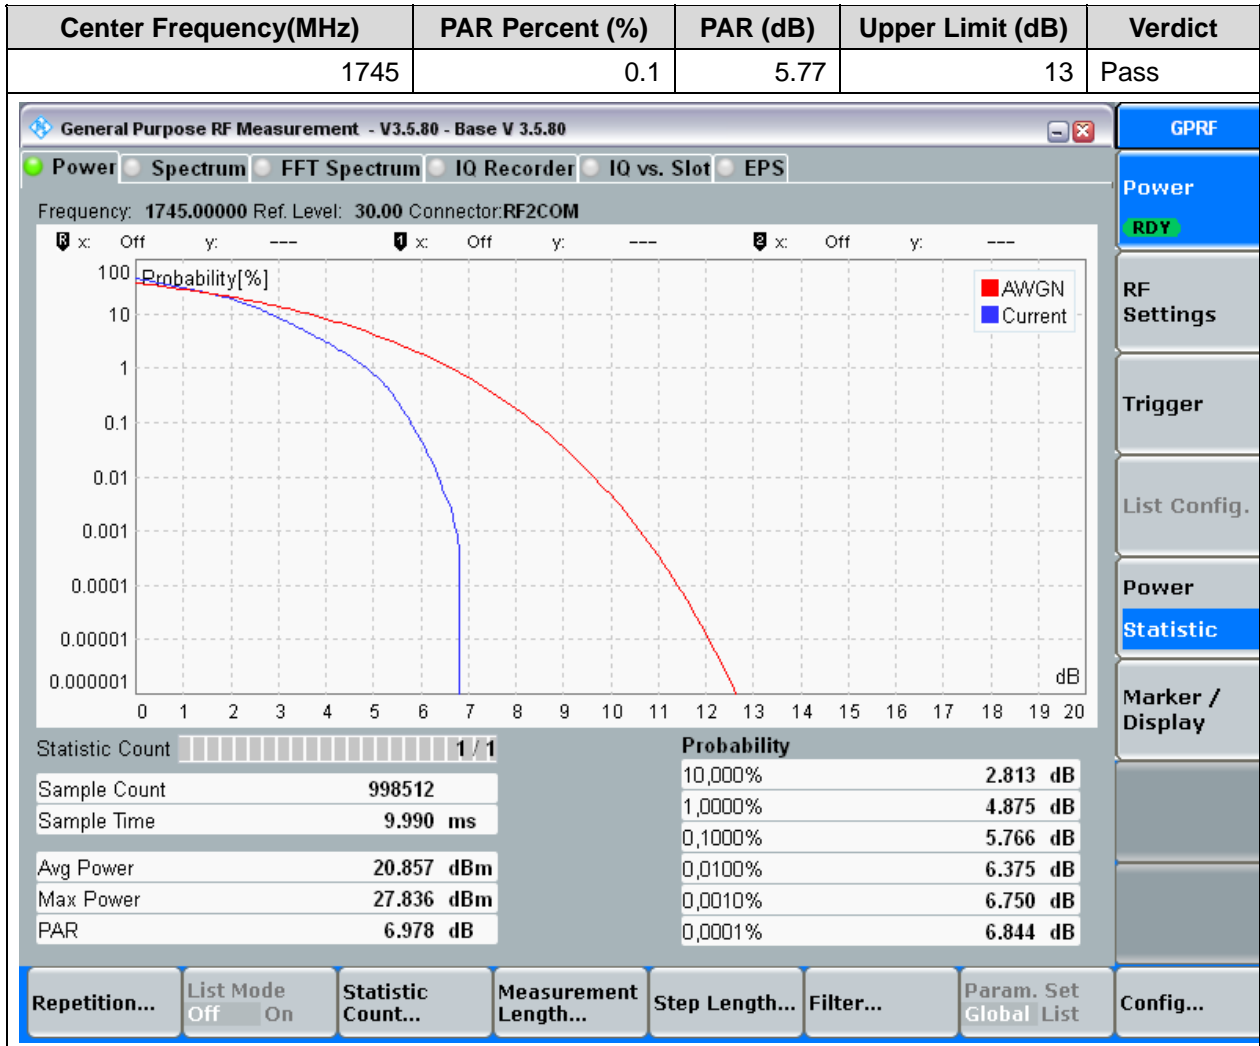 Center Frequency(MHz) PAR Percent (%) PAR (dB) Upper Limit (dB) Verdict
1745 0.1 5.77 13 Pass
General Purpose RF Measurement - V3.5.80 - Base V 3.5.80
GPRF
Power Spectrum FFT Spectrum IQ Recorder IQ vs. Slot EPS
Power
RDY
Frequency: 1745.00000 Ref. Level: 30.00 Connector:RF2COM
R x: Off y: --- 1 x: Off y: --- 2 x: Off y: ---
Probability[%]
100
10
1
0.1
0.01
0.001
0.0001
0.00001
0.000001
AWGN
Current
dB
0 1 2 3 4 5 6 7 8 9 10 11 12 13 14 15 16 17 18 19 20
RF
Settings
Trigger
List Config.
Power
Statistic
Marker /
Display
Statistic Count 1 / 1
Sample Count 998512
Sample Time 9.990 ms
Avg Power 20.857 dBm
Max Power 27.836 dBm
PAR 6.978 dB
Probability
10,000% 2.813 dB
1,0000% 4.875 dB
0,1000% 5.766 dB
0,0100% 6.375 dB
0,0010% 6.750 dB
0,0001% 6.844 dB
Repetition...
List Mode
Off On
Statistic
Count...
Measurement
Length...
Step Length...
Filter...
Param. Set
Global List
Config...